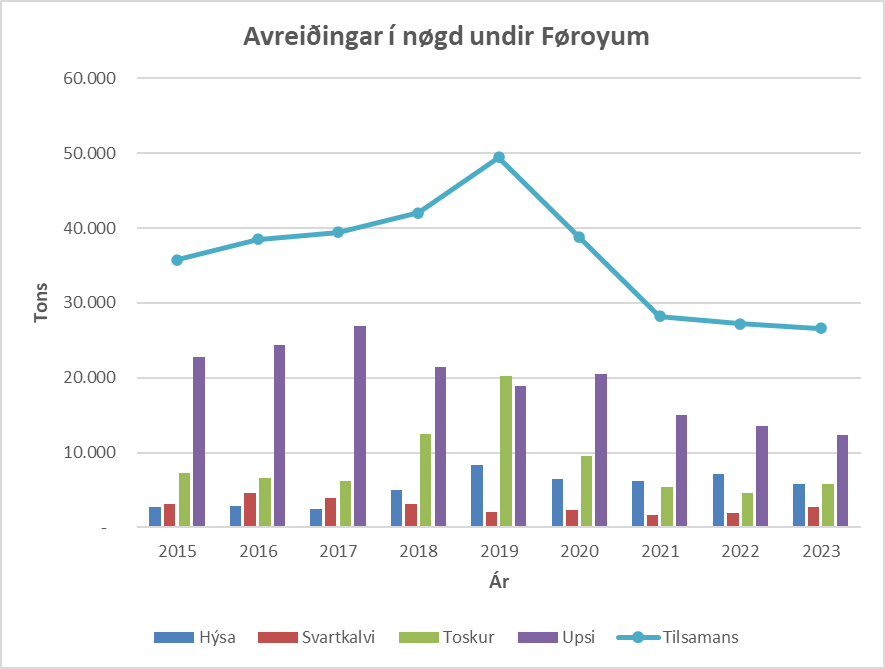 Avreiðingar í nøgd undir Føroyum
60.000
50.000
40.000
30.000
20.000
10.000
-
Tons
2015 2016 2017 2018 2019 2020 2021 2022 2023
Ár
Hýsa Svartkalvi Toskur Upsi Tilsamans